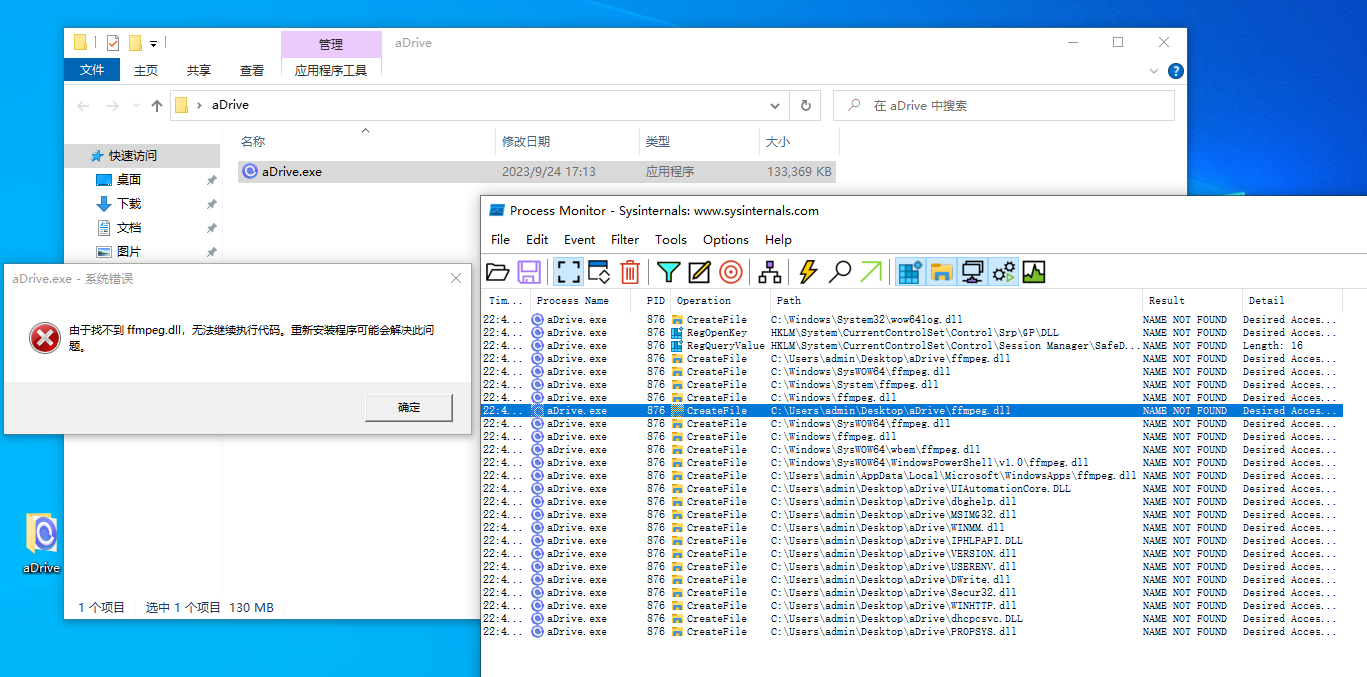 管理
aDrive
文件
主页
共享
查看
应用程序工具
aDrive
在 aDrive 中搜索
快速访问
桌面
下载
文档
图片
名称
修改日期
类型
大小
aDrive.exe
2023/9/24 17:13
应用程序
133,369 KB
1 个项目
选中 1 个项目 130 MB
aDrive.exe - 系统错误
由于找不到 ffmpeg.dll，无法继续执行代码。重新安装程序可能会解决此问
题。
确定
aDrive
Process Monitor - Sysinternals: www.sysinternals.com
File Edit Event Filter Tools Options Help
Tim... Process Name PID Operation Path Result Detail
22:4... aDrive.exe 876 CreateFile C:\Windows\System32\wow64log.dll NAME NOT FOUND Desired Acces...
22:4... aDrive.exe 876 RegOpenKey HKLM\System\CurrentControlSet\Control\Srp\GP\DLL NAME NOT FOUND Desired Acces...
22:4... aDrive.exe 876 RegQueryValue HKLM\System\CurrentControlSet\Control\Session Manager\SafeD... NAME NOT FOUND Length: 16
22:4... aDrive.exe 876 CreateFile C:\Users\admin\Desktop\aDrive\ffmpeg.dll NAME NOT FOUND Desired Acces...
22:4... aDrive.exe 876 CreateFile C:\Windows\SysWOW64\ffmpeg.dll NAME NOT FOUND Desired Acces...
22:4... aDrive.exe 876 CreateFile C:\Windows\System\ffmpeg.dll NAME NOT FOUND Desired Acces...
22:4... aDrive.exe 876 CreateFile C:\Windows\ffmpeg.dll NAME NOT FOUND Desired Acces...
22:4... aDrive.exe 876 CreateFile C:\Users\admin\Desktop\aDrive\ffmpeg.dll NAME NOT FOUND Desired Acces...
22:4... aDrive.exe 876 CreateFile C:\Windows\SysWOW64\ffmpeg.dll NAME NOT FOUND Desired Acces...
22:4... aDrive.exe 876 CreateFile C:\Windows\ffmpeg.dll NAME NOT FOUND Desired Acces...
22:4... aDrive.exe 876 CreateFile C:\Windows\SysWOW64\wbem\ffmpeg.dll NAME NOT FOUND Desired Acces...
22:4... aDrive.exe 876 CreateFile C:\Windows\SysWOW64\WindowsPowerShell\v1.0\ffmpeg.dll NAME NOT FOUND Desired Acces...
22:4... aDrive.exe 876 CreateFile C:\Users\admin\AppData\Local\Microsoft\WindowsApps\ffmpeg.dll NAME NOT FOUND Desired Acces...
22:4... aDrive.exe 876 CreateFile C:\Users\admin\Desktop\aDrive\UIAutomationCore.DLL NAME NOT FOUND Desired Acces...
22:4... aDrive.exe 876 CreateFile C:\Users\admin\Desktop\aDrive\dbghelp.dll NAME NOT FOUND Desired Acces...
22:4... aDrive.exe 876 CreateFile C:\Users\admin\Desktop\aDrive\MSIMG32.dll NAME NOT FOUND Desired Acces...
22:4... aDrive.exe 876 CreateFile C:\Users\admin\Desktop\aDrive\WINMM.dll NAME NOT FOUND Desired Acces...
22:4... aDrive.exe 876 CreateFile C:\Users\admin\Desktop\aDrive\IPHLPAPI.DLL NAME NOT FOUND Desired Acces...
22:4... aDrive.exe 876 CreateFile C:\Users\admin\Desktop\aDrive\VERSION.dll NAME NOT FOUND Desired Acces...
22:4... aDrive.exe 876 CreateFile C:\Users\admin\Desktop\aDrive\USERENV.dll NAME NOT FOUND Desired Acces...
22:4... aDrive.exe 876 CreateFile C:\Users\admin\Desktop\aDrive\DWrite.dll NAME NOT FOUND Desired Acces...
22:4... aDrive.exe 876 CreateFile C:\Users\admin\Desktop\aDrive\Secur32.dll NAME NOT FOUND Desired Acces...
22:4... aDrive.exe 876 CreateFile C:\Users\admin\Desktop\aDrive\WINHTTP.dll NAME NOT FOUND Desired Acces...
22:4... aDrive.exe 876 CreateFile C:\Users\admin\Desktop\aDrive\dhcpcsvc.DLL NAME NOT FOUND Desired Acces...
22:4... aDrive.exe 876 CreateFile C:\Users\admin\Desktop\aDrive\PROPSYS.dll NAME NOT FOUND Desired Acces...